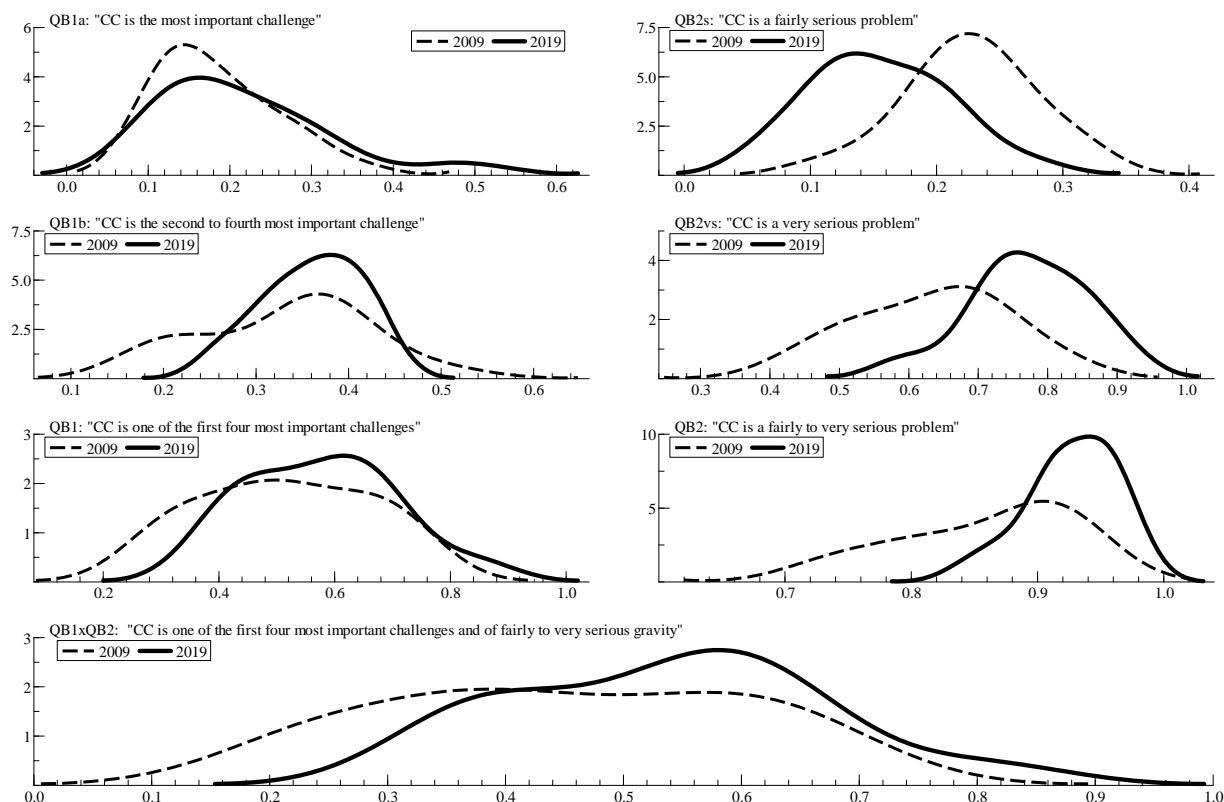 QB1a: "CC is the most important challenge"
2009 2019
6
4
2
0.0 0.1 0.2 0.3 0.4 0.5 0.6
QB2s: "CC is a fairly serious problem"
2009 2019
7.5
5.0
2.5
0.0 0.1 0.2 0.3 0.4
QB1b: "CC is the second to fourth most important challenge"
2009 2019
7.5
5.0
2.5
0.1 0.2 0.3 0.4 0.5 0.6
QB2vs: "CC is a very serious problem"
2009 2019
4
2
0.3 0.4 0.5 0.6 0.7 0.8 0.9 1.0
QB1: "CC is one of the first four most important challenges"
2009 2019
3
2
1
0.2 0.4 0.6 0.8 1.0
QB2: "CC is a fairly to very serious problem"
2009 2019
10
5
0.7 0.8 0.9 1.0
QB1xQB2: "CC is one of the first four most important challenges and of fairly to very serious gravity"
2009 2019
3
2
1
0.0 0.1 0.2 0.3 0.4 0.5 0.6 0.7 0.8 0.9 1.0